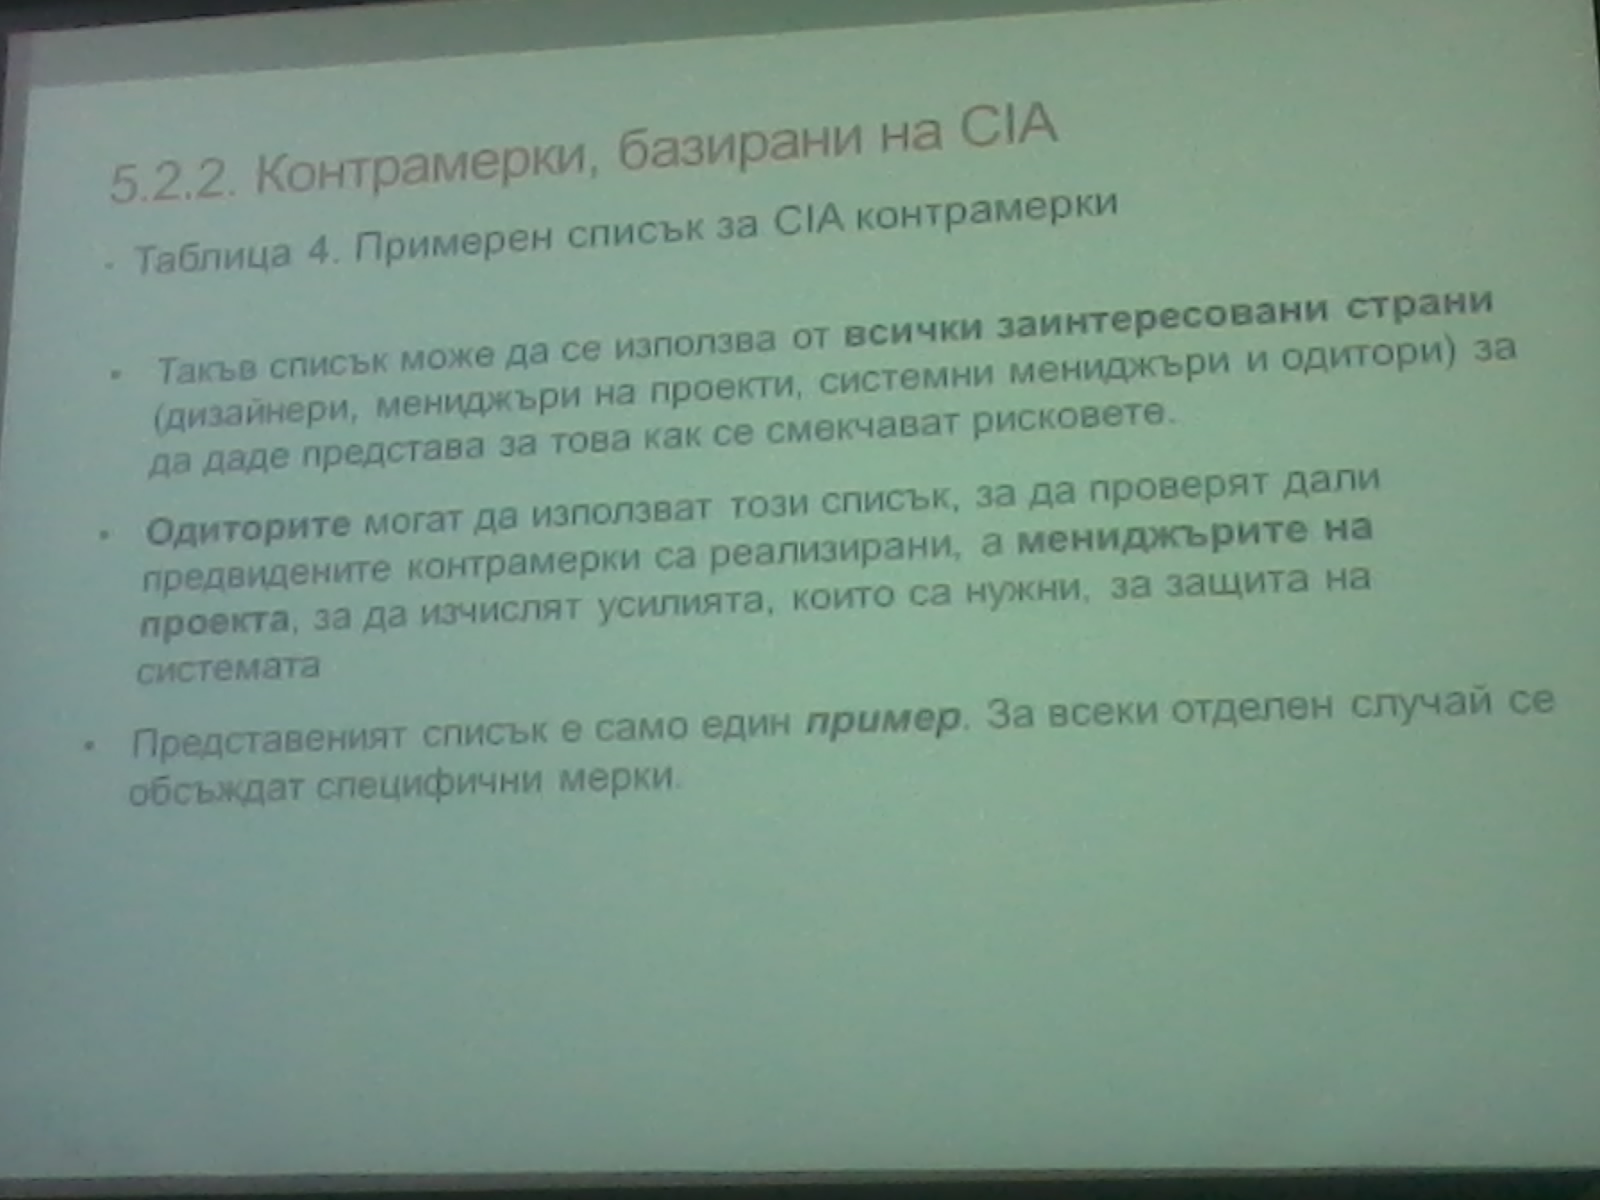 5.2.2. Контрамерки, базирани на CIA
- Таблица 4. Примерен списък за CIA контрамерки
• Такъв списък може да се използва от всички заинтересовани страни
(дизайнери, мениджъри на проекти, системни мениджъри и одитори) за
да даде представа за това как се смекчават рисковете.
• Одиторите могат да използват този списък, за да проверят дали
предвидените контрамерки са реализирани, а мениджърите на
проекта, за да изчислят усилията, които са нужни, за защита на
системата
• Представеният списък е само един пример. За всеки отделен случай се
обсъждат специфични мерки.